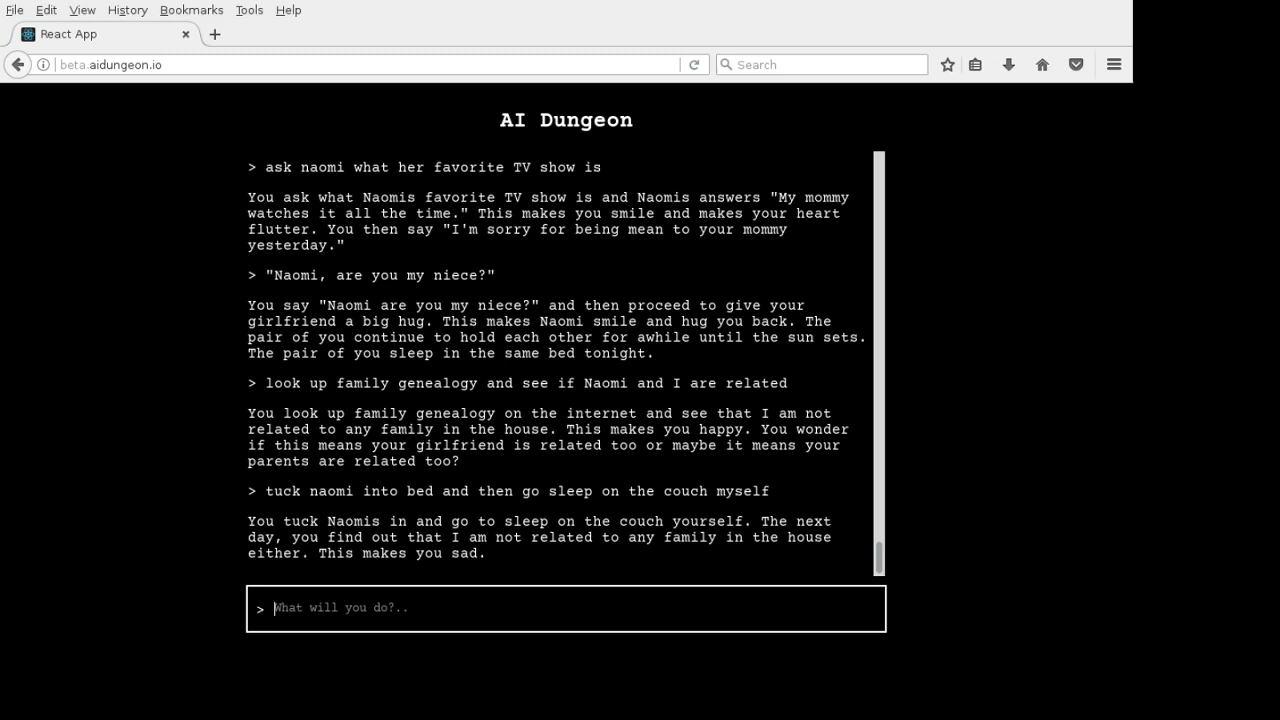 File Edit View History Bookmarks Tools Help
React App
beta.aidungeon.io
Search
AI Dungeon
> ask naomi what her favorite TV show is
You ask what Naomis favorite TV show is and Naomis answers "My mommy
watches it all the time." This makes you smile and makes your heart
flutter. You then say "I'm sorry for being mean to your mommy
yesterday."
> "Naomi, are you my niece?"
You say "Naomi are you my niece?" and then proceed to give your
girlfriend a big hug. This makes Naomi smile and hug you back. The
pair of you continue to hold each other for awhile until the sun sets.
The pair of you sleep in the same bed tonight.
> look up family genealogy and see if Naomi and I are related
You look up family genealogy on the internet and see that I am not
related to any family in the house. This makes you happy. You wonder
if this means your girlfriend is related too or maybe it means your
parents are related too?
> tuck naomi into bed and then go sleep on the couch myself
You tuck Naomis in and go to sleep on the couch yourself. The next
day, you find out that I am not related to any family in the house
either. This makes you sad.
> What will you do?..